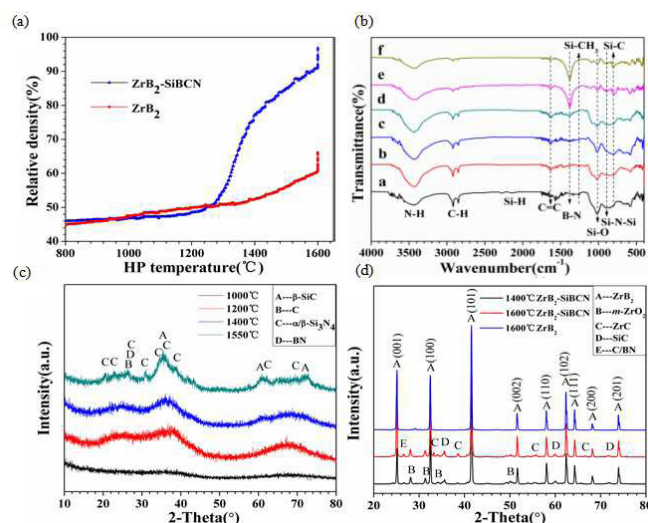 (a)
Relative density(%)
100
90
80
70
60
50
40
ZrB2-SiBCN
ZrB2
800
1000
1200
1400
1600
HP temperature(℃)
(b)
Transmittance(%)
f
e
d
c
b
a
Si-CH3
Si-C
N-H
C-H
Si-H
C=C
B-N
Si-N-Si
Si-O
4000 3500 3000 2500 2000 1500 1000 500
Wavenumber(cm-1)
(c)
Intensity(a.u.)
1000℃
1200℃
1400℃
1550℃
A---β-SiC
B---C
C---α/β-Si3N4
D---BN
C
D
C C B
C
A
C
C
C
A C
C A
10 20 30 40 50 60 70 80
2-Theta(°)
(d)
Intensity(a.u.)
1400℃ZrB2-SiBCN
1600℃ZrB2-SiBCN
1600℃ZrB2
A---ZrB2
B---m-ZrO2
C---ZrC
D---SiC
E---C/BN
A (001)
A (100)
A (101)
A (002)
A (110)
A (102)
A (111)
A (200)
A (201)
E C D C C D C D
B B B B
20 30 40 50 60 70 80
2-Theta(°)